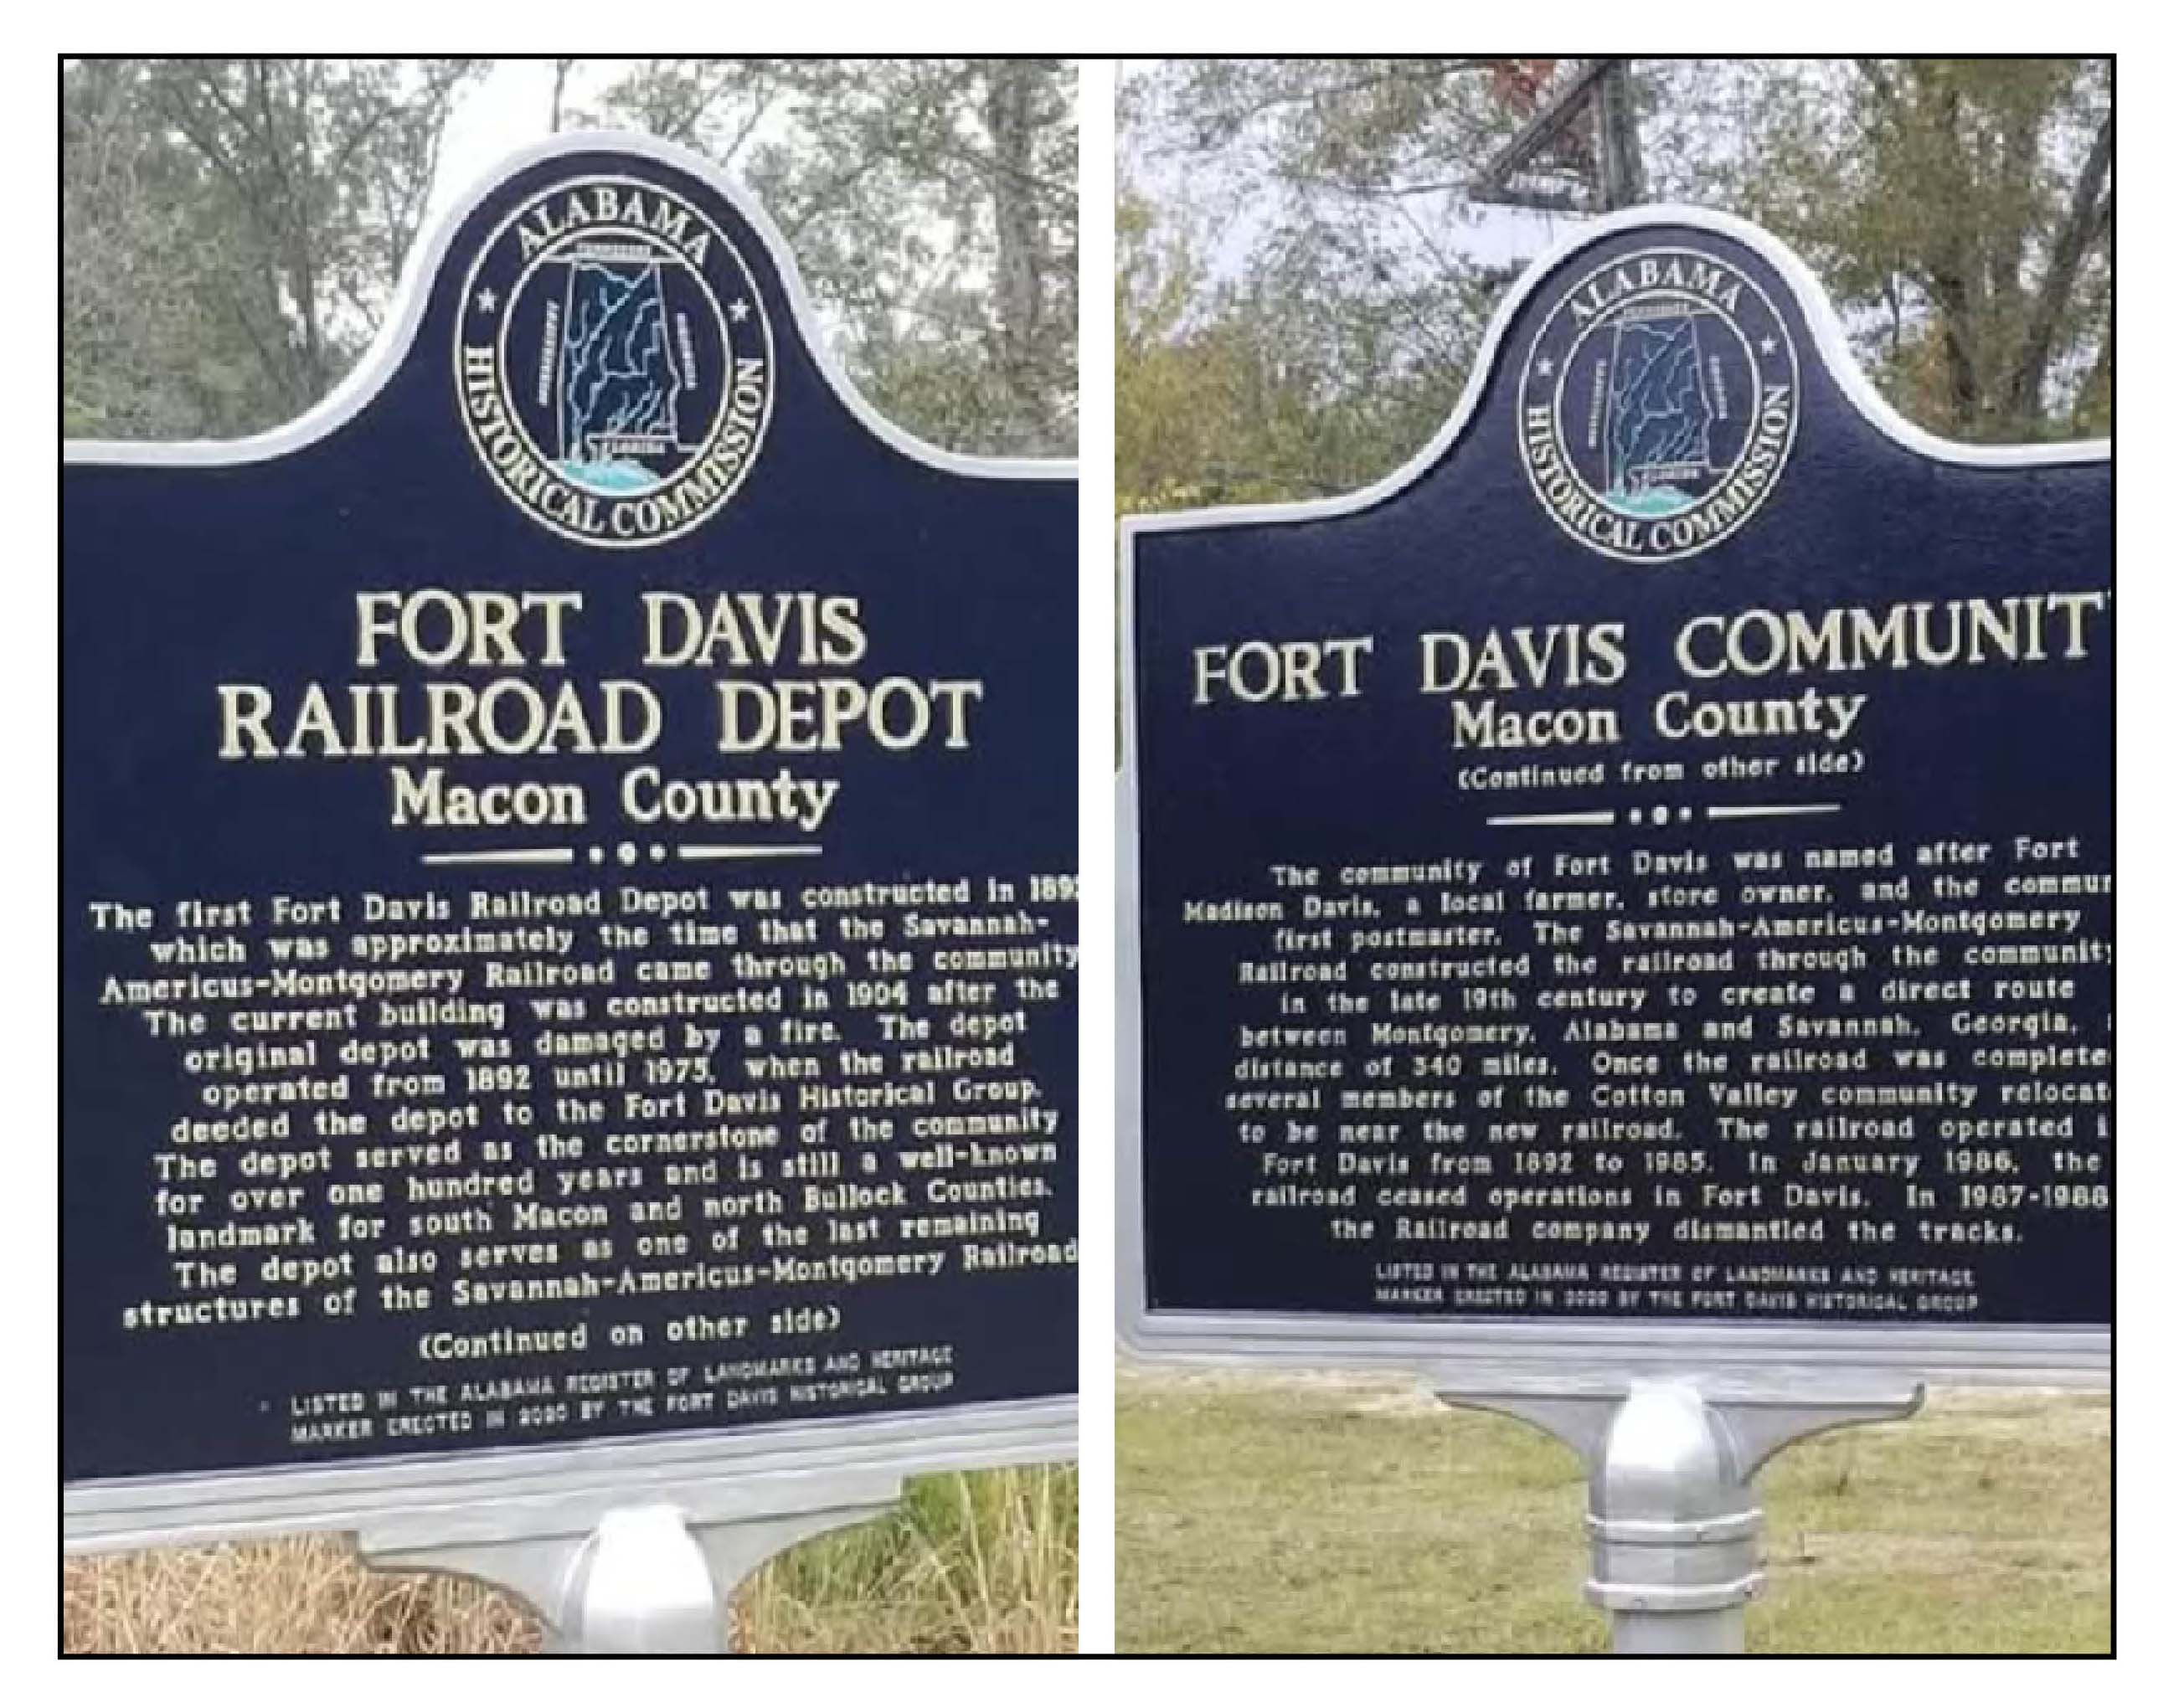 ALABAMA
HISTORICAL COMMISSION
FLORIDA
FORT DAVIS
RAILROAD DEPOT
Macon County
The first Fort Davis Railroad Depot was constructed in 189
which was approximately the time that the Savannah-
Americus-Montgomery Railroad came through the community
The current building was constructed in 1904 after the
original depot was damaged by a fire. The depot
operated from 1892 until 1973, when the railroad
deeded the depot to the Fort Davis Historical Group.
The depot served as the cornerstone of the community
for over one hundred years and is still a well-known
landmark for south Macon and north Bullock Counties.
The depot also serves as one of the last remaining
structures of the Savannah-Americus-Montgomery Railroad
(Continued on other side)
LISTED IN THE ALABAMA REGISTER OF LANDMARKS AND HERITAGE
MARKER ERECTED IN 2020 BY THE FORT DAVIS HISTORICAL GROUP
ALABAMA
HISTORICAL COMMISSION
FLORIDA
FORT DAVIS COMMUNIT
Macon County
(Continued from other side)
The community of Fort Davis was named after Fort
Madison Davis, a local farmer, store owner, and the commun
first postmaster. The Savannah-Americus-Montgomery
Railroad constructed the railroad through the community
in the late 19th century to create a direct route
between Montgomery, Alabama and Savannah, Georgia,
distance of 340 miles. Once the railroad was complete
several members of the Cotton Valley community relocat
to be near the new railroad. The railroad operated i
Fort Davis from 1892 to 1985. In January 1986, the
railroad ceased operations in Fort Davis. In 1987-1988
the Railroad company dismantled the tracks.
LISTED IN THE ALABAMA REGISTER OF LANDMARKS AND HERITAGE
MARKER ERECTED IN 2020 BY THE FORT DAVIS HISTORICAL GROUP